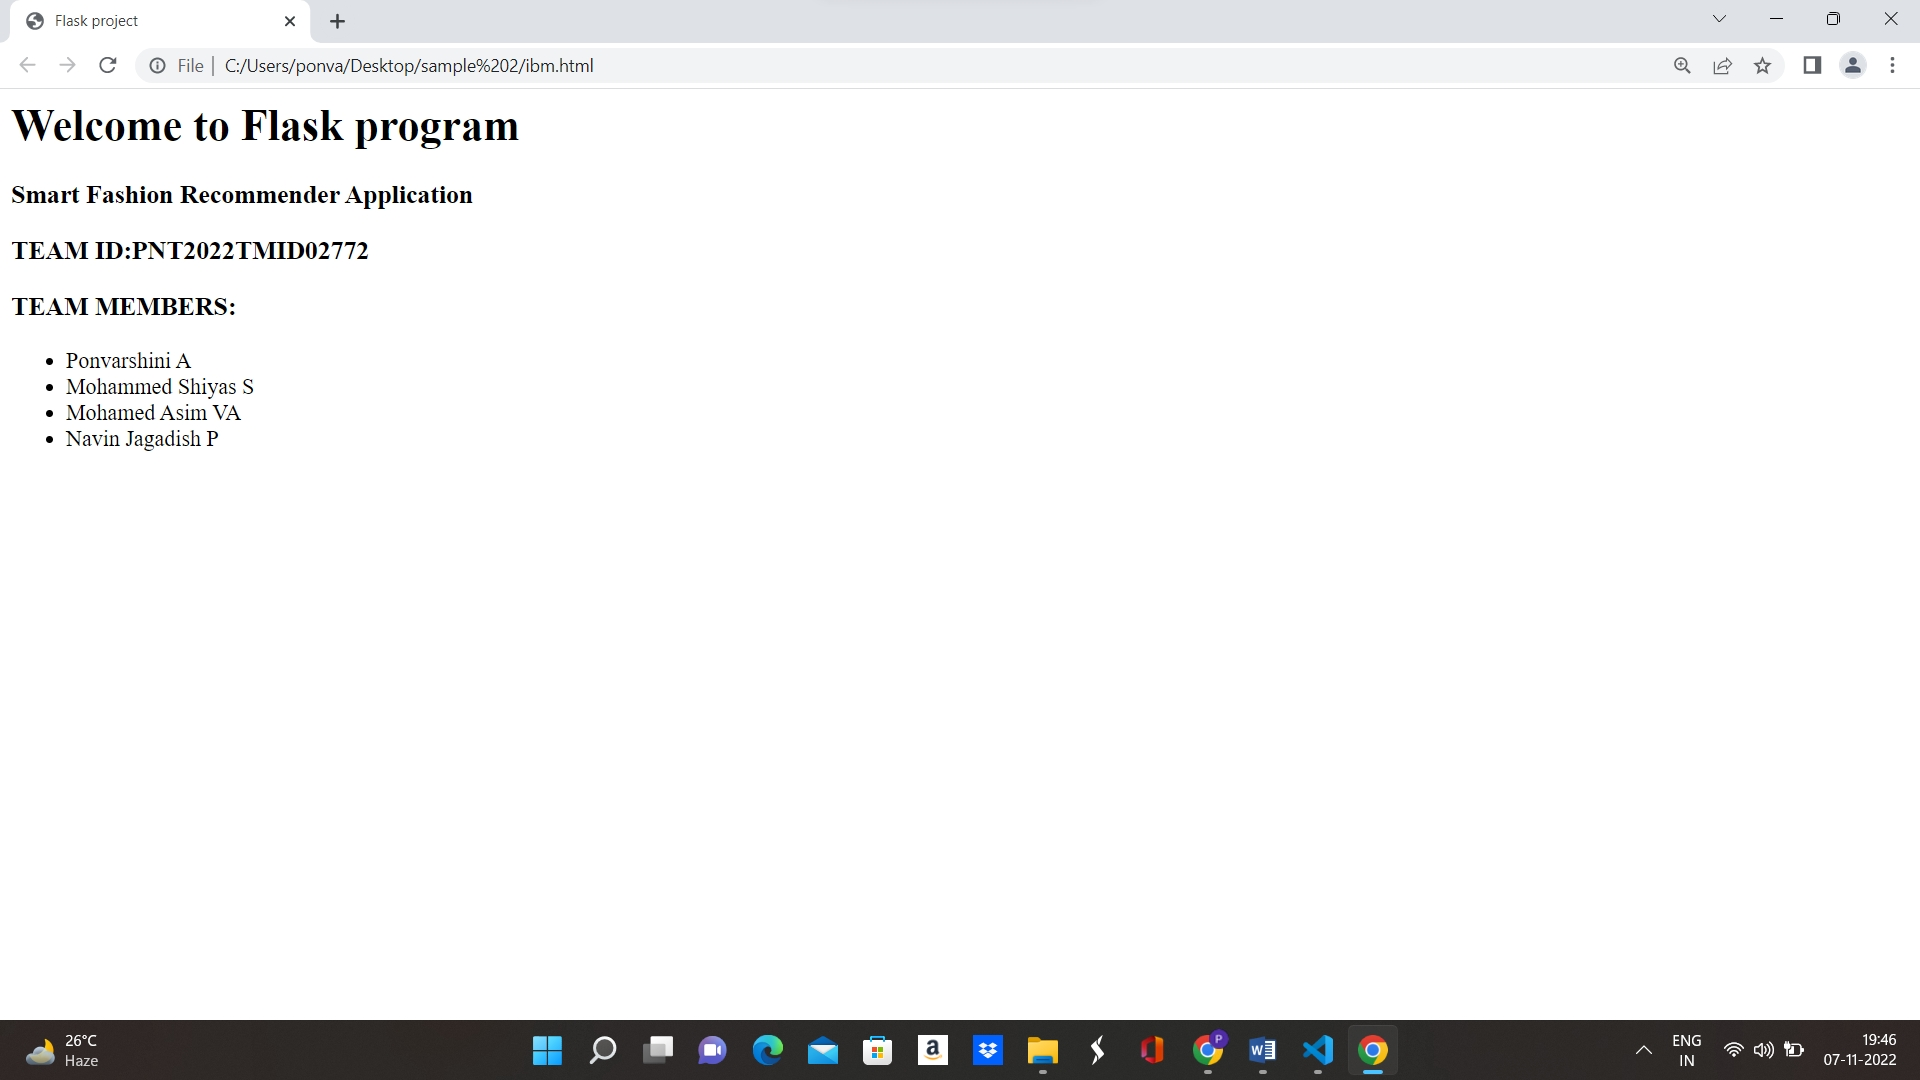 Flask project
File
C:/Users/ponva/Desktop/sample%202/ibm.html
Welcome to Flask program
Smart Fashion Recommender Application
TEAM ID:PNT2022TMID02772
TEAM MEMBERS:
Ponvarshini A
Mohammed Shiyas S
Mohamed Asim VA
Navin Jagadish P
26°C
Haze
a
P
W
ENG
IN
19:46
07-11-2022